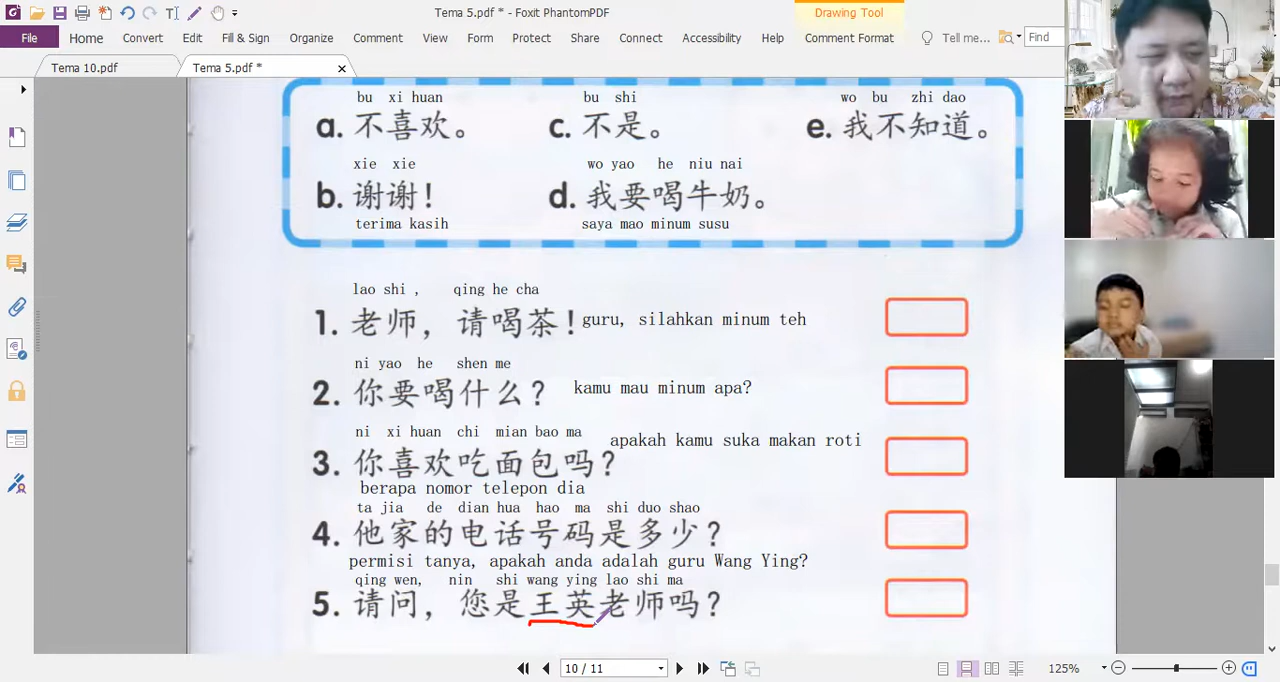 Tema 5.pdf * - Foxit PhantomPDF
Drawing Tool
File Home Convert Edit Fill & Sign Organize Comment View Form Protect Share Connect Accessibility Help Comment Format Tell me... Find
Tema 10.pdf Tema 5.pdf *
bu xi huan bu shi wo bu zhi dao
a. 不喜欢。 c. 不是。 e. 我不知道。
xie xie wo yao he niu nai
b. 谢谢! d. 我要喝牛奶。
terima kasih saya mao minum susu
lao shi , qing he cha
1. 老师，请喝茶! guru, silahkan minum teh
ni yao he shen me
2. 你要喝什么? kamu mau minum apa?
ni xi huan chi mian bao ma
3. 你喜欢吃面包吗? apakah kamu suka makan roti
berapa nomor telepon dia
ta jia de dian hua hao ma shi duo shao
4. 他家的电话号码是多少?
permisi tanya, apakah anda adalah guru Wang Ying?
qing wen, nin shi wang ying lao shi ma
5. 请问，您是王英老师吗?
10 / 11
125%